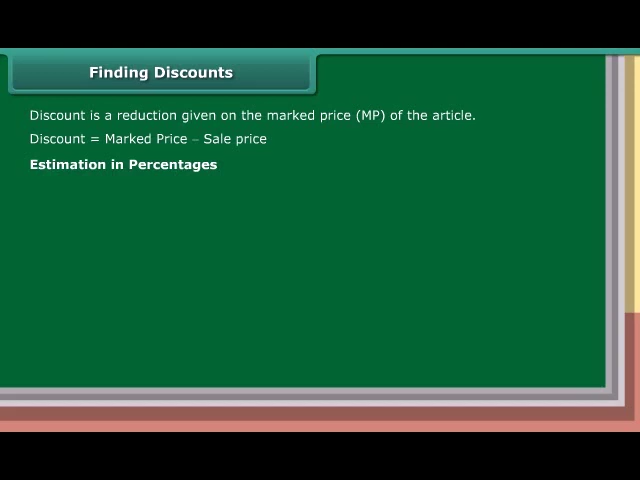 Finding Discounts
Discount is a reduction given on the marked price (MP) of the article.
Discount = Marked Price – Sale price
Estimation in Percentages